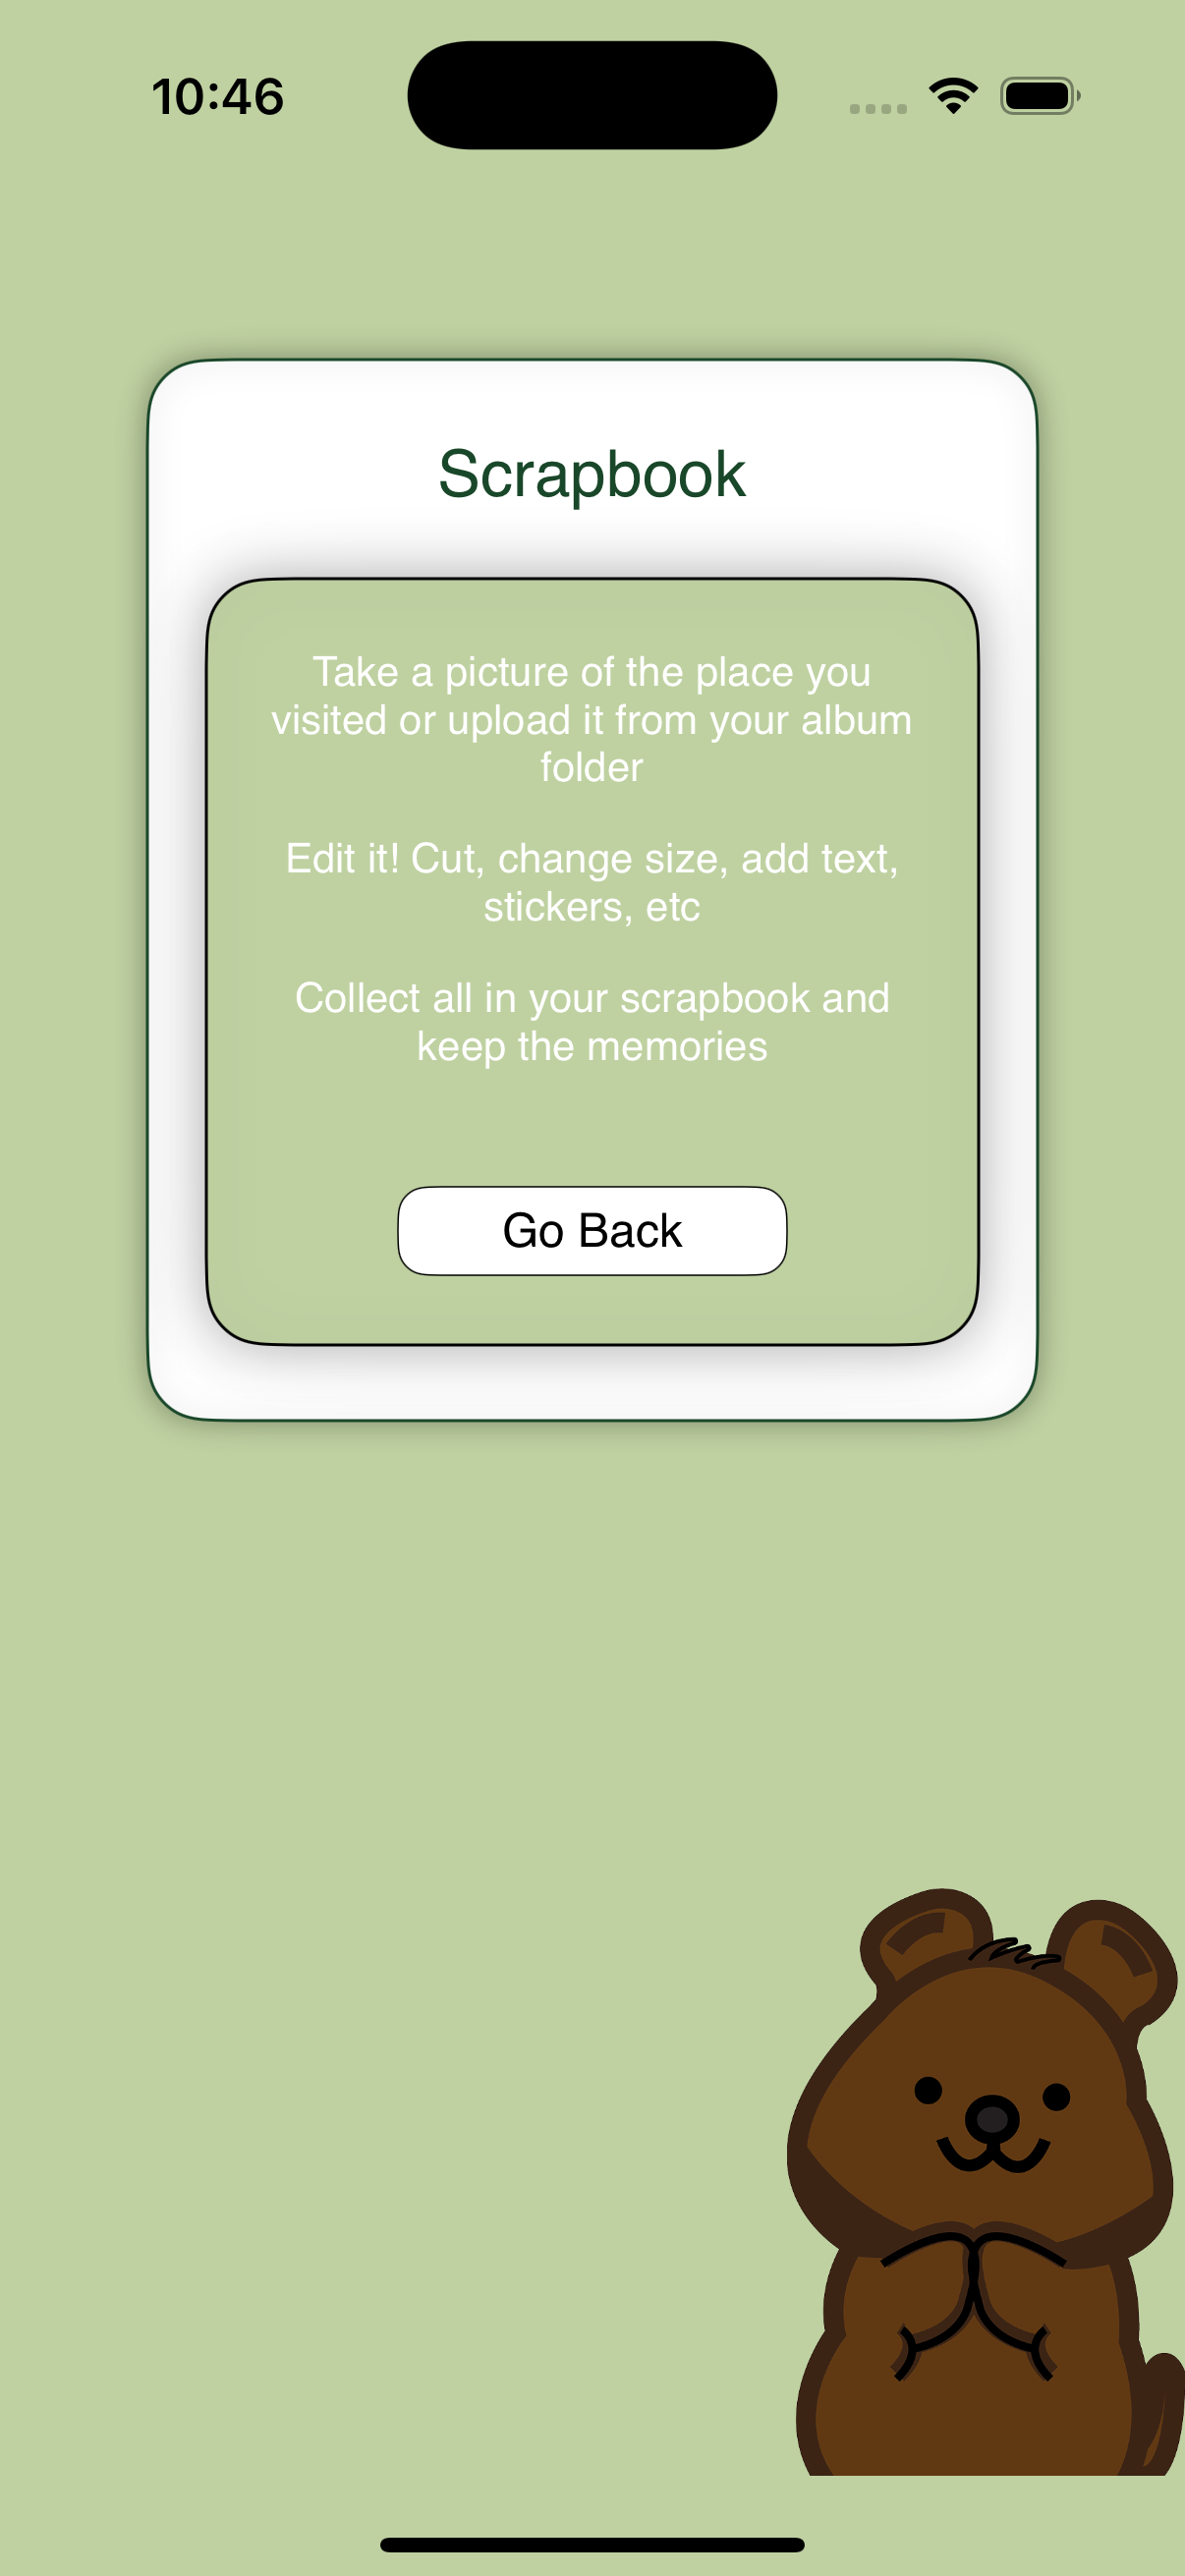 10:46
Scrapbook
Take a picture of the place you
visited or upload it from your album
folder
Edit it! Cut, change size, add text,
stickers, etc
Collect all in your scrapbook and
keep the memories
Go Back